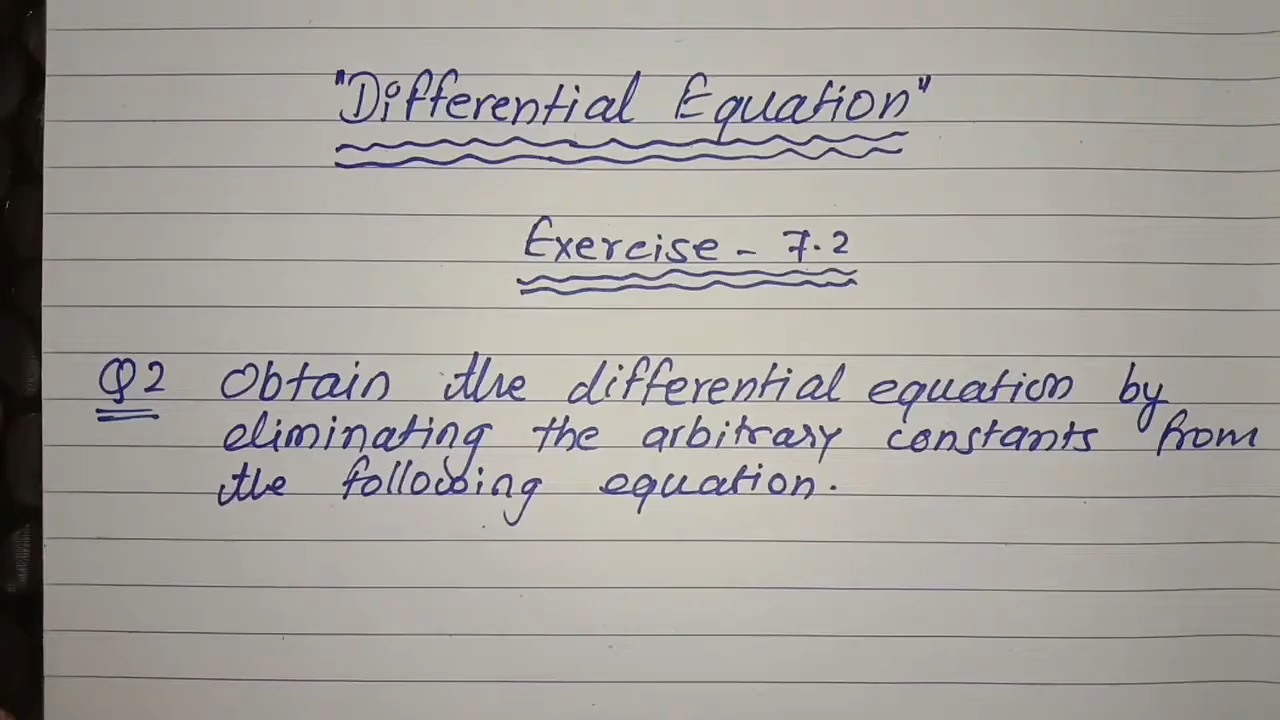 "Differential Equation"
Exercise - 7.2
Q2 Obtain the differential equation by
eliminating the arbitrary constants from
the following equation.